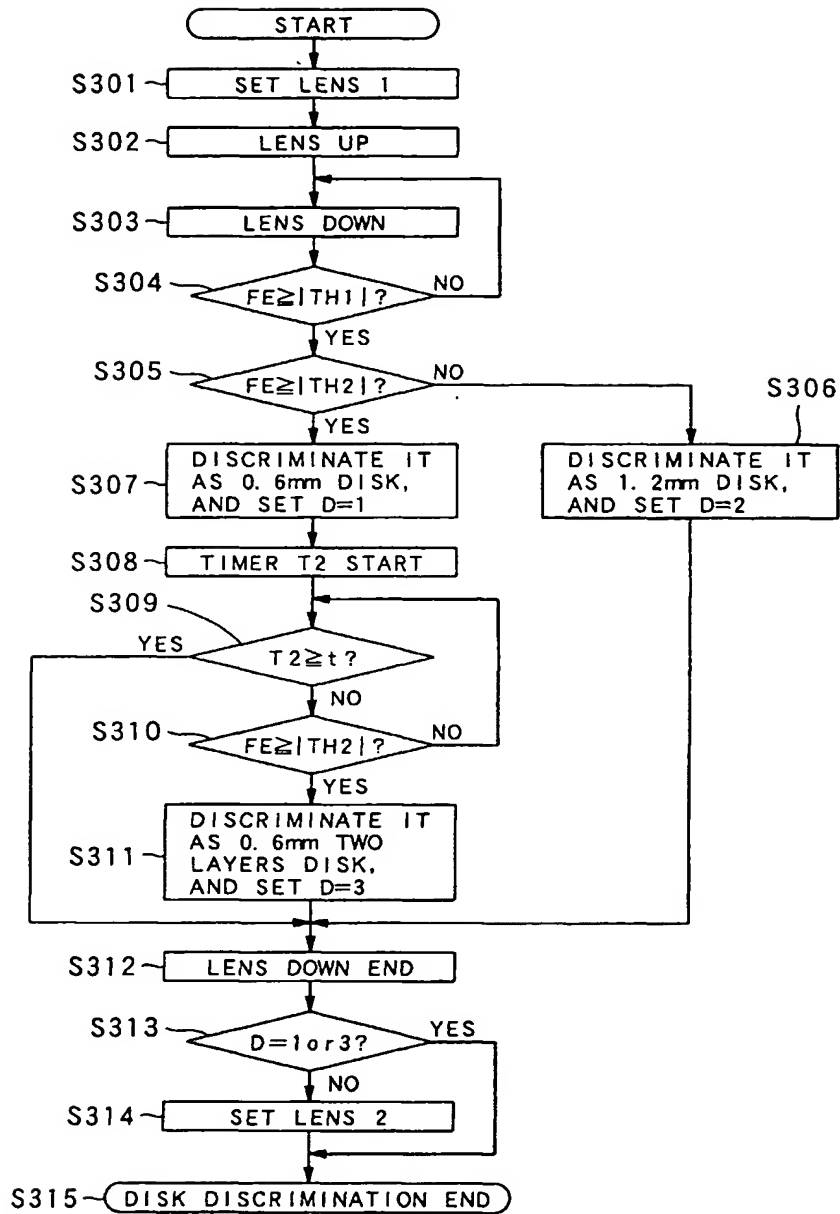 START
S301
SET LENS 1
S302
LENS UP
S303
LENS DOWN
S304
FE≧|TH1|?
NO
YES
S305
FE≧|TH2|?
NO
YES
S306
DISCRIMINATE IT
AS 1.2mm DISK,
AND SET D=2
S307
DISCRIMINATE IT
AS 0.6mm DISK,
AND SET D=1
S308
TIMER T2 START
S309
YES
T2≧t?
NO
S310
FE≧|TH2|?
NO
YES
S311
DISCRIMINATE IT
AS 0.6mm TWO
LAYERS DISK,
AND SET D=3
S312
LENS DOWN END
S313
D=1or3?
YES
NO
S314
SET LENS 2
S315
DISK DISCRIMINATION END